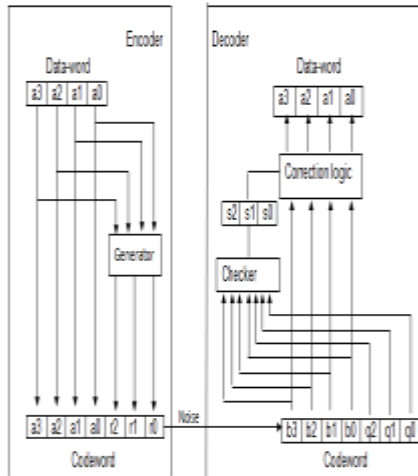 Encoder
Data-word
a3 a2 a1 a0
Generator
a3 a2 a1 a0 r2 r1 r0
Codeword
Noise
Decoder
Data-word
a3 a2 a1 a0
Correction logic
s2 s1 s0
Checker
b3 b2 b1 b0 q2 q1 q0
Codeword